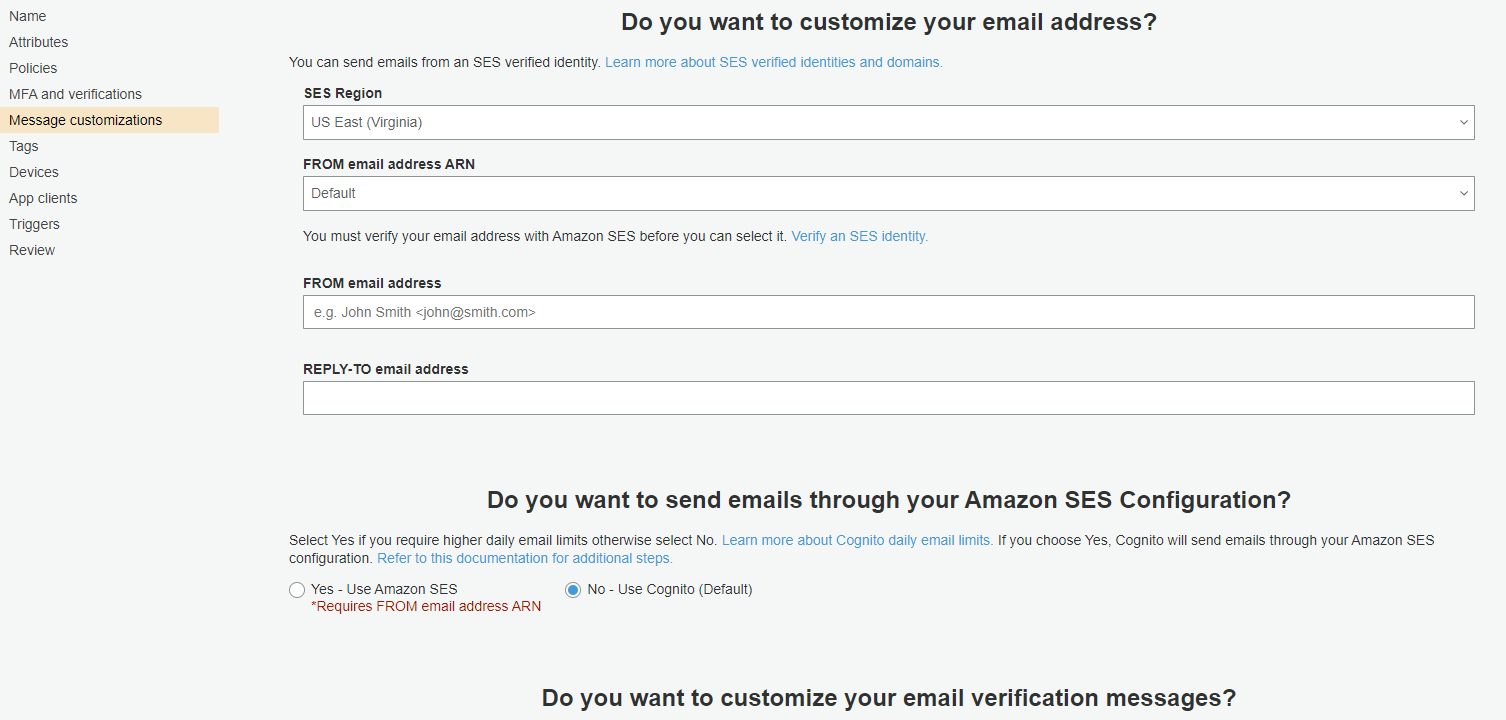 Name
Attributes
Policies
MFA and verifications
Message customizations
Tags
Devices
App clients
Triggers
Review
Do you want to customize your email address?
You can send emails from an SES verified identity. Learn more about SES verified identities and domains.
SES Region
US East (Virginia)
FROM email address ARN
Default
You must verify your email address with Amazon SES before you can select it. Verify an SES identity.
FROM email address
e.g. John Smith <john@smith.com>
REPLY-TO email address
Do you want to send emails through your Amazon SES Configuration?
Select Yes if you require higher daily email limits otherwise select No. Learn more about Cognito daily email limits. If you choose Yes, Cognito will send emails through your Amazon SES
configuration. Refer to this documentation for additional steps.
Yes - Use Amazon SES
*Requires FROM email address ARN
No - Use Cognito (Default)
Do you want to customize your email verification messages?